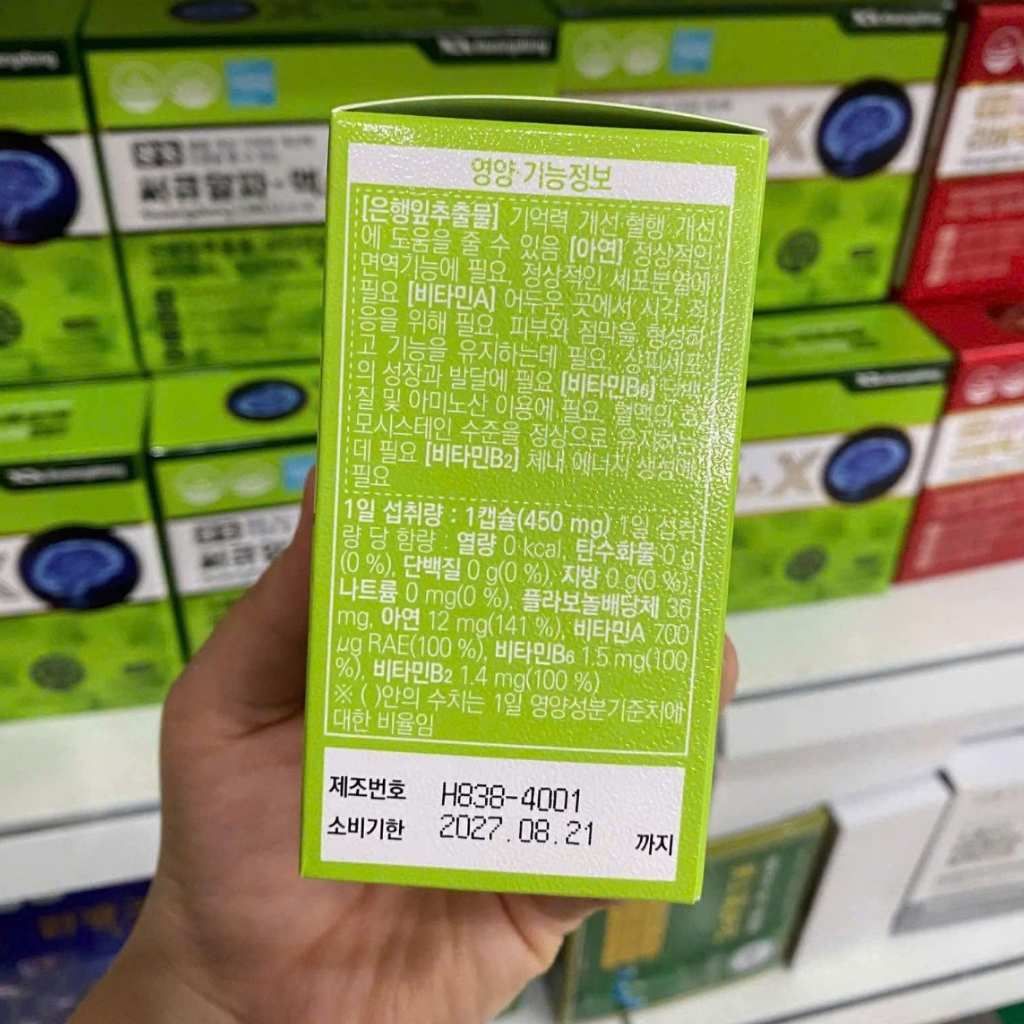 영양·기능정보
[은행잎추출물] 기억력 개선·혈행 개선
에 도움을 줄 수 있음 [아연] 정상적인
면역기능에 필요, 정상적인 세포분열에
필요 [비타민A] 어두운 곳에서 시각 적
응을 위해 필요, 피부와 점막을 형성하
고 기능을 유지하는데 필요, 상피세포
의 성장과 발달에 필요 [비타민B6] 단백
질 및 아미노산 이용에 필요, 혈액의 호
모시스테인 수준을 정상으로 유지하는
데 필요 [비타민B2] 체내 에너지 생성에
필요
1일 섭취량 : 1캡슐(450 mg) 1일 섭취
량 당 함량 : 열량 0 kcal, 탄수화물 0 g
(0 %), 단백질 0 g(0 %), 지방 0 g(0 %),
나트륨 0 mg(0 %), 플라보놀배당체 36
mg, 아연 12 mg(141 %), 비타민A 700
μg RAE(100 %), 비타민B6 1.5 mg(100
%), 비타민B2 1.4 mg(100 %)
※ ( )안의 수치는 1일 영양성분기준치에
대한 비율임
제조번호 H838-4001
소비기한 2027.08.21 까지